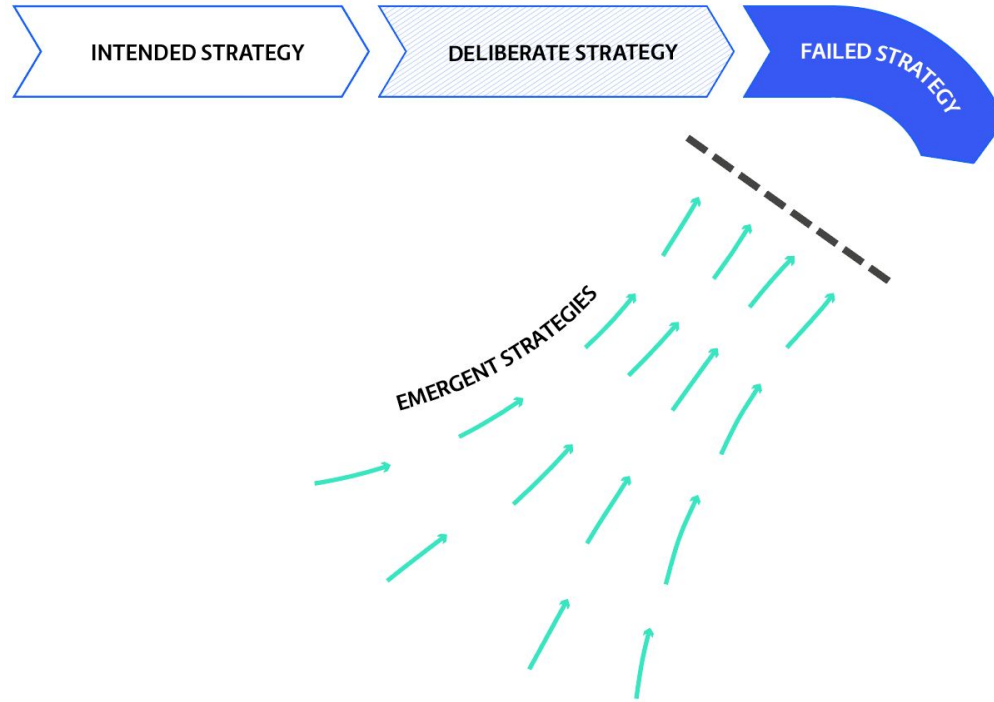 INTENDED STRATEGY
DELIBERATE STRATEGY
FAILED STRATEGY
EMERGENT STRATEGIES